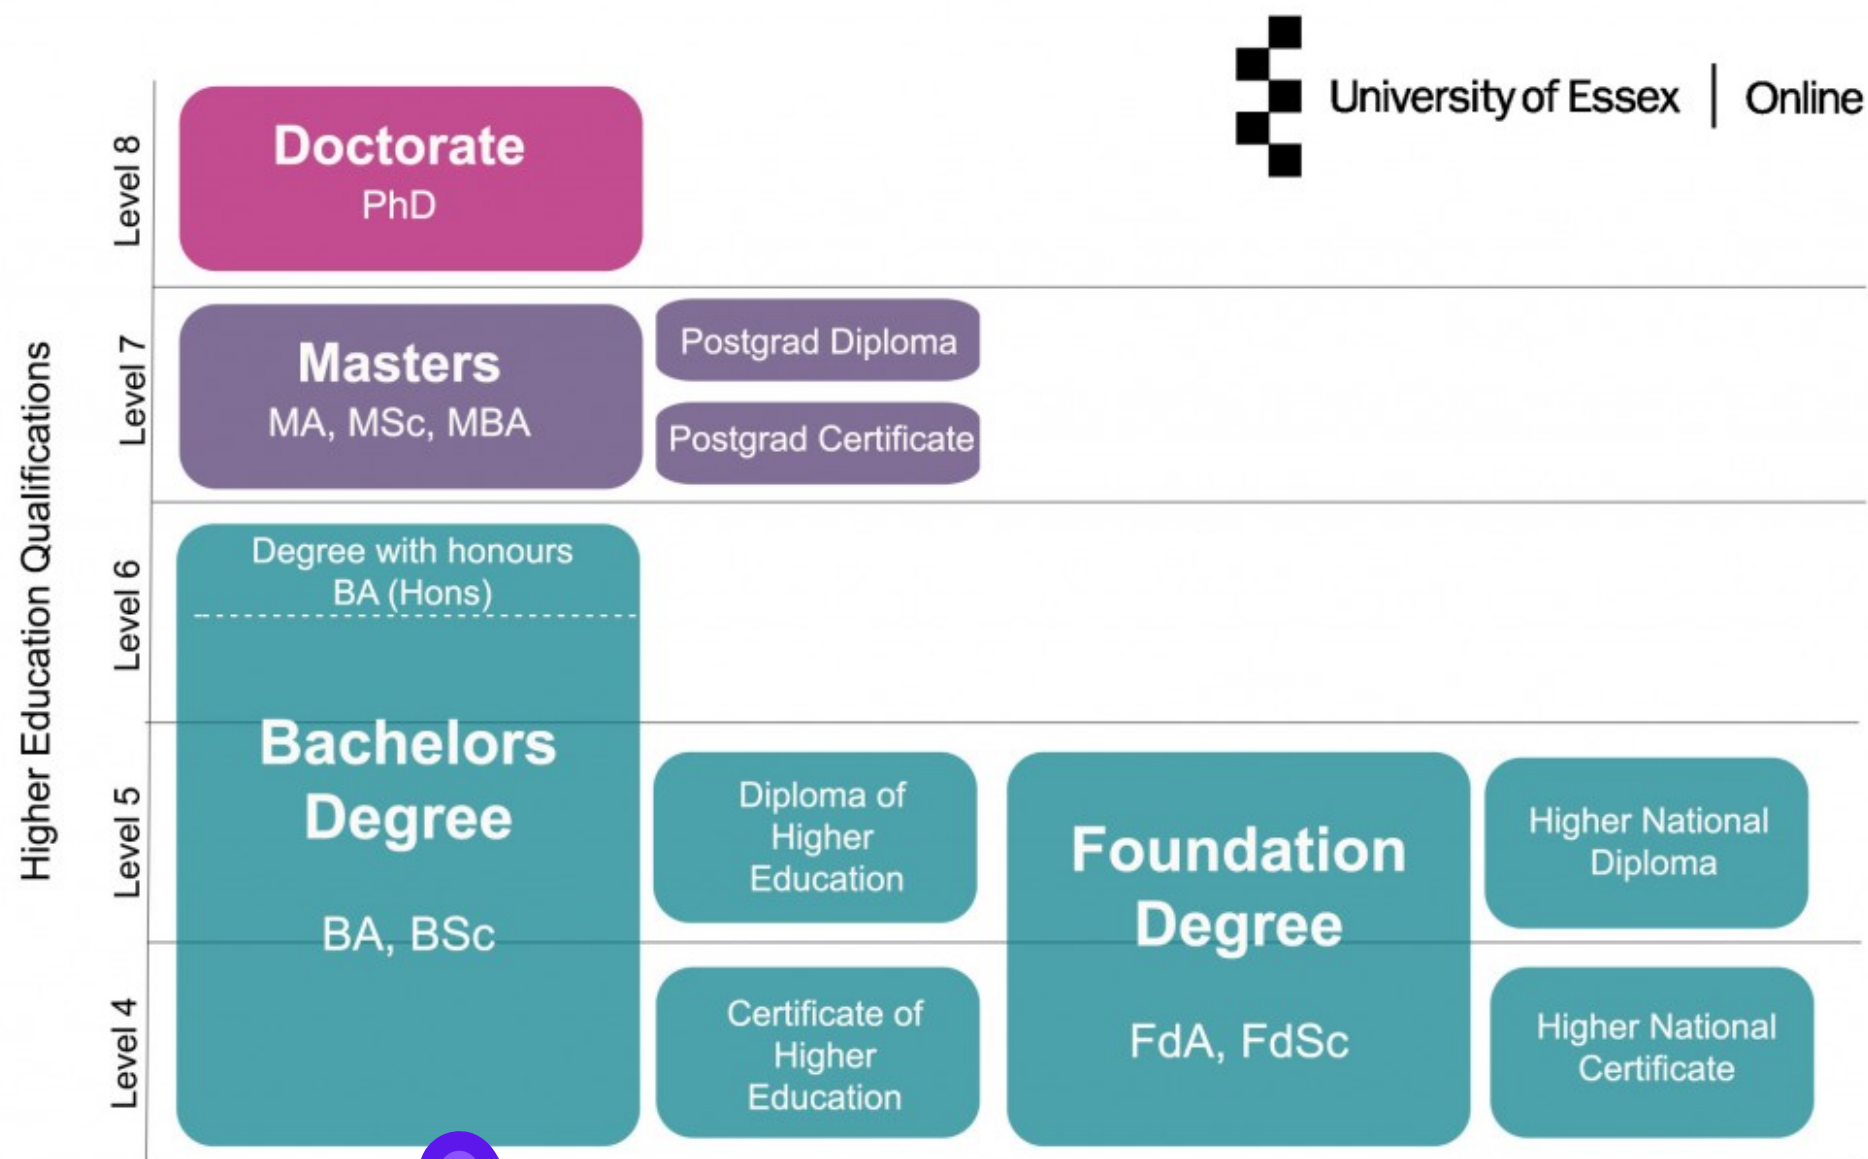 University of Essex | Online
Higher Education Qualifications
Level 8
Doctorate
PhD
Level 7
Masters
MA, MSc, MBA
Postgrad Diploma
Postgrad Certificate
Level 6
Degree with honours
BA (Hons)
Bachelors
Degree
BA, BSc
Level 5
Diploma of
Higher
Education
Foundation
Degree
FdA, FdSc
Higher National
Diploma
Level 4
Certificate of
Higher
Education
Higher National
Certificate